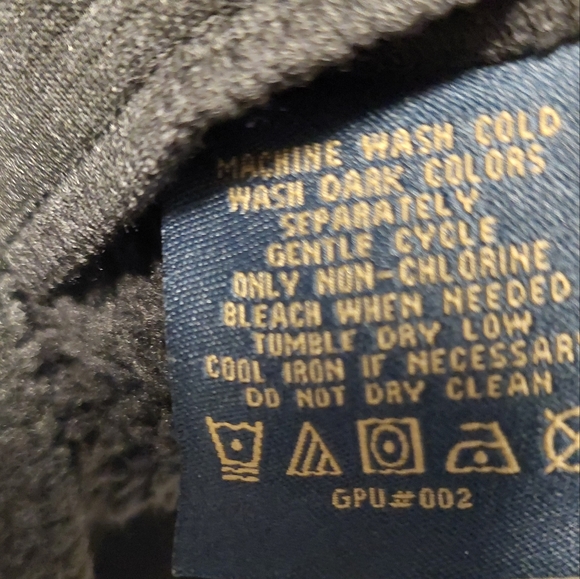 MACHINE WASH COLD
WASH DARK COLORS
SEPARATELY
GENTLE CYCLE
ONLY NON-CHLORINE
BLEACH WHEN NEEDED
TUMBLE DRY LOW
COOL IRON IF NECESSAR
DO NOT DRY CLEAN
GPU#002